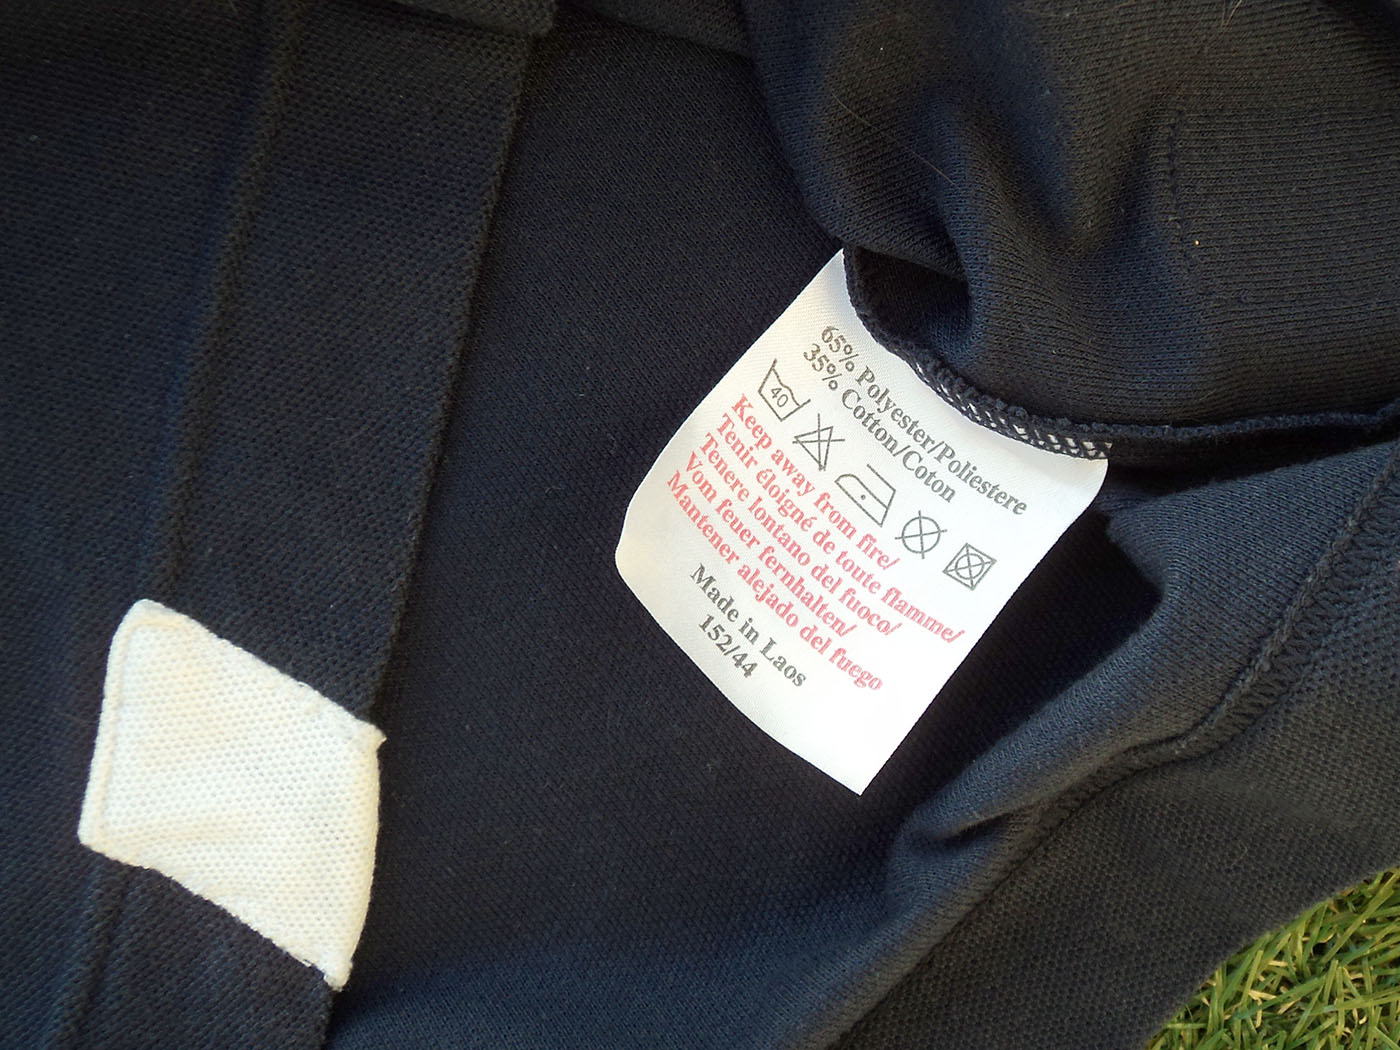 65% Polyester/Poliestere
35% Cotton/Coton
40
Keep away from fire/
Tenir éloigné de toute flamme/
Tenere lontano del fuoco/
Vom feuer fernhalten/
Mantener alejado del fuego
Made in Laos
152/44